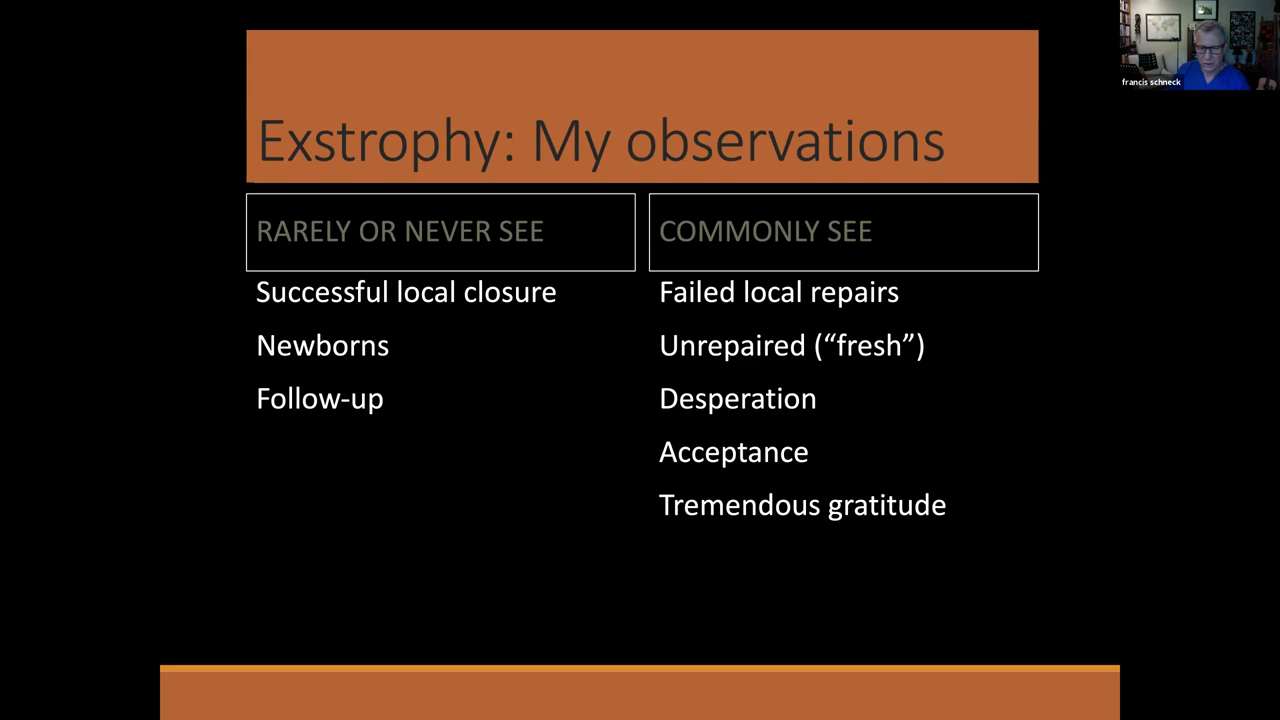 francis schneck
Exstrophy: My observations
RARELY OR NEVER SEE
Successful local closure
Newborns
Follow-up
COMMONLY SEE
Failed local repairs
Unrepaired (“fresh”)
Desperation
Acceptance
Tremendous gratitude